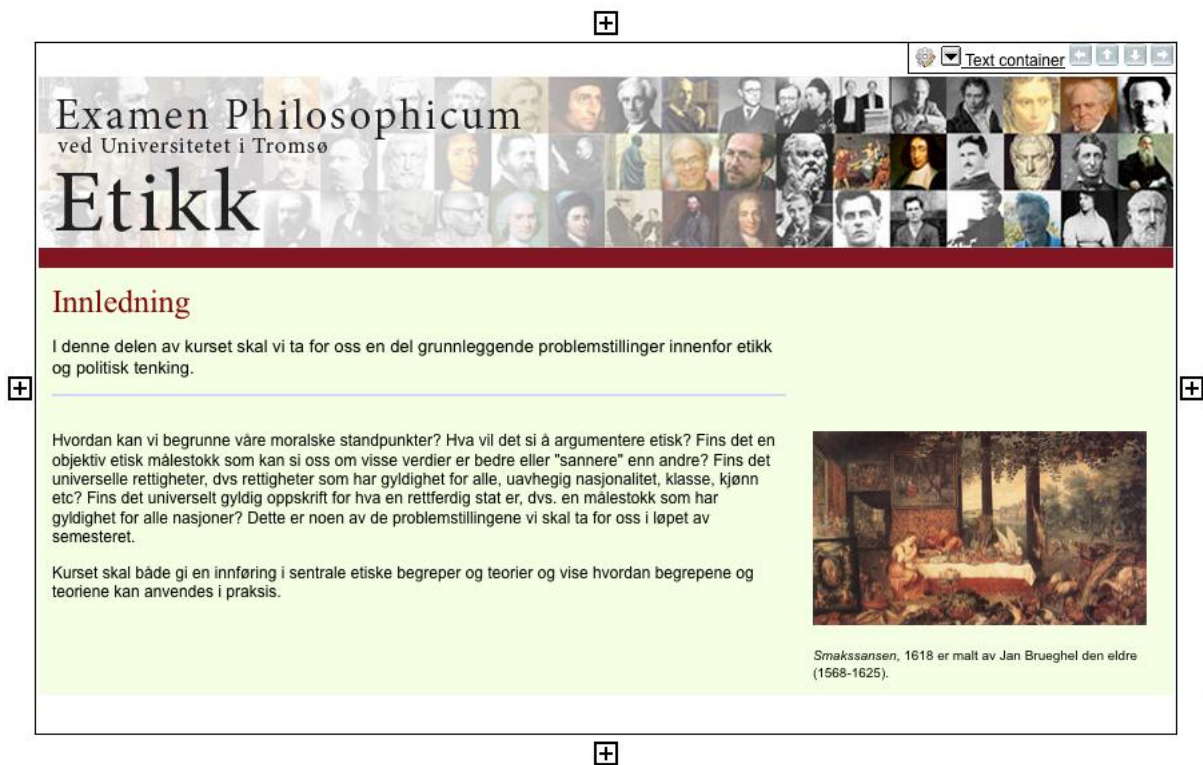 Text container
Examen Philosophicum
ved Universitetet i Tromsø
Etikk
Innledning
I denne delen av kurset skal vi ta for oss en del grunnleggende problemstillinger innenfor etikk
og politisk tenking.
Hvordan kan vi begrunne våre moralske standpunkter? Hva vil det si å argumentere etisk? Fins det en
objektiv etisk målestokk som kan si oss om visse verdier er bedre eller "sannere" enn andre? Fins det
universelle rettigheter, dvs rettigheter som har gyldighet for alle, uavhegig nasjonalitet, klasse, kjønn
etc? Fins det universelt gyldig oppskrift for hva en rettferdig stat er, dvs. en målestokk som har
gyldighet for alle nasjoner? Dette er noen av de problemstillingene vi skal ta for oss i løpet av
semesteret.
Kurset skal både gi en innføring i sentrale etiske begreper og teorier og vise hvordan begrepene og
teoriene kan anvendes i praksis.
Smakssansen, 1618 er malt av Jan Brueghel den eldre
(1568-1625).